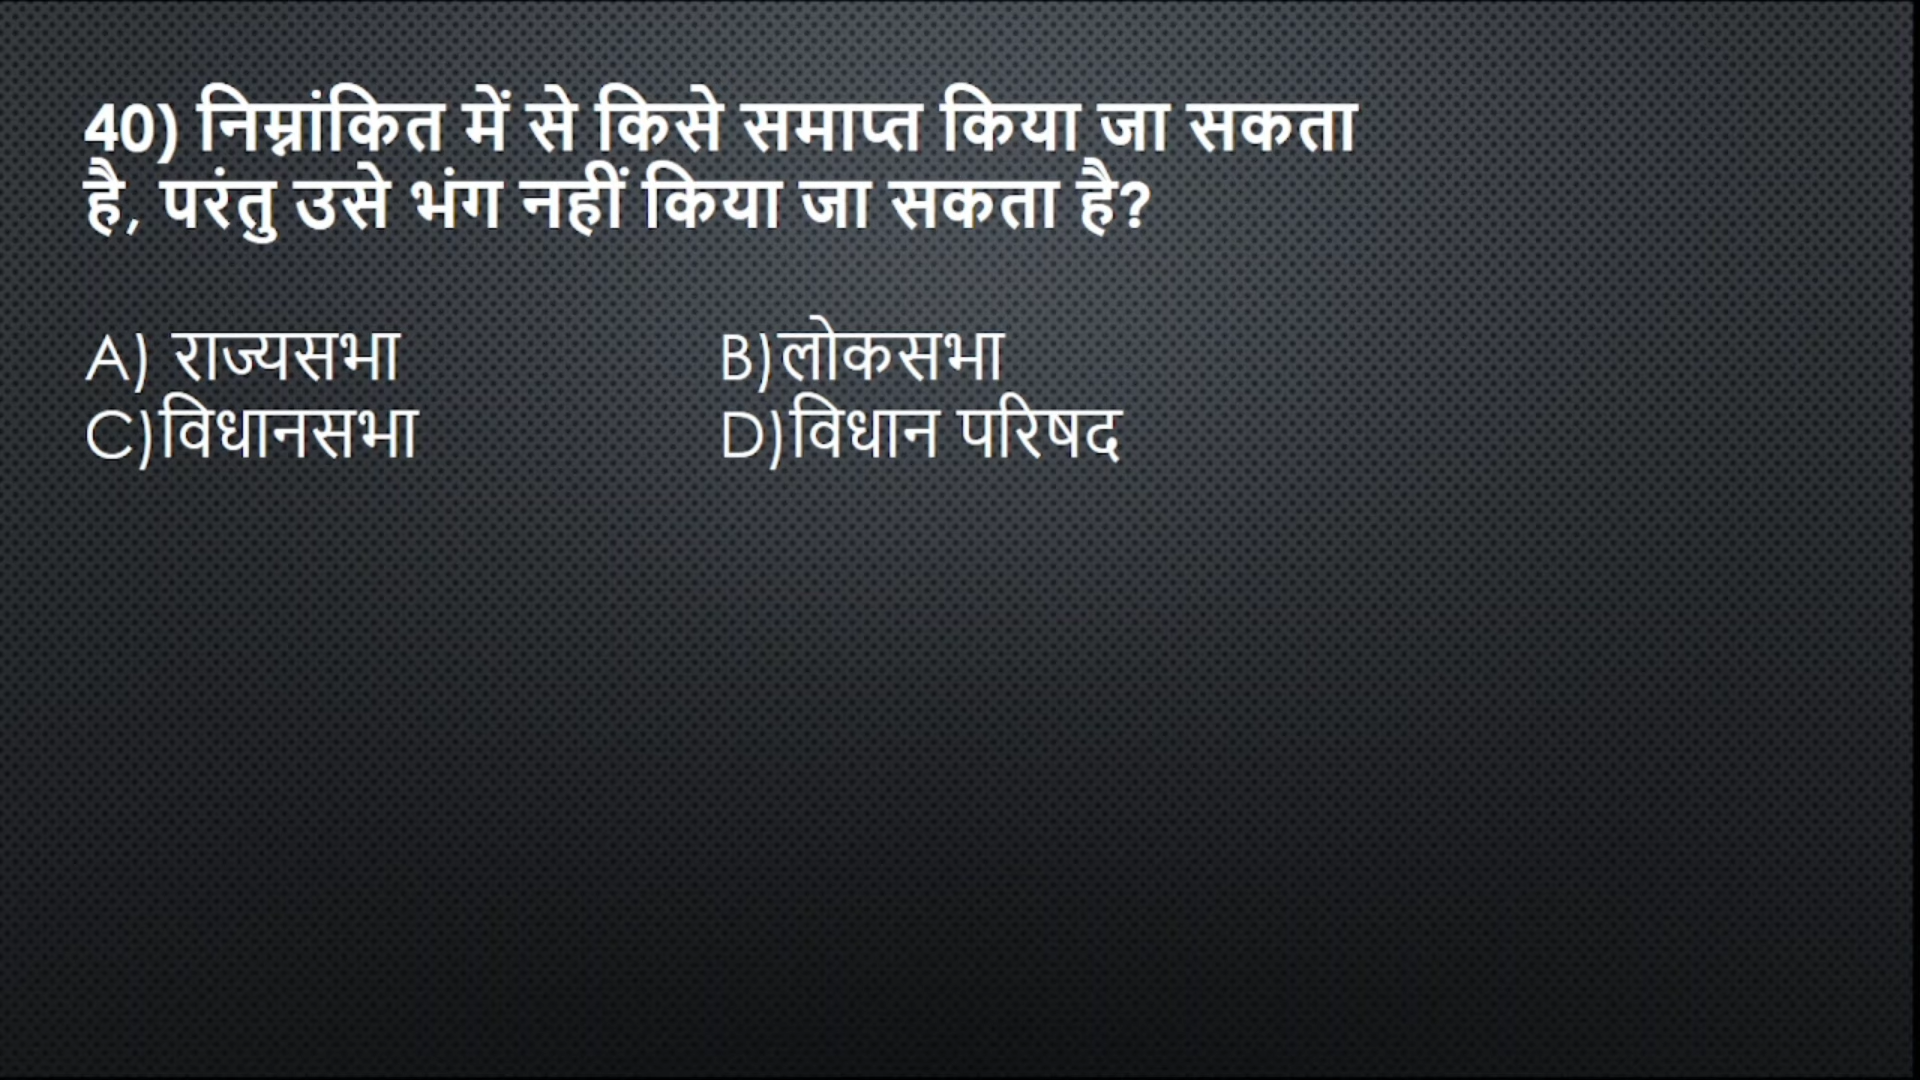 40) निम्नांकित में से किसे समाप्त किया जा सकता
है, परंतु उसे भंग नहीं किया जा सकता है?
A) राज्यसभा B)लोकसभा
C)विधानसभा D)विधान परिषद